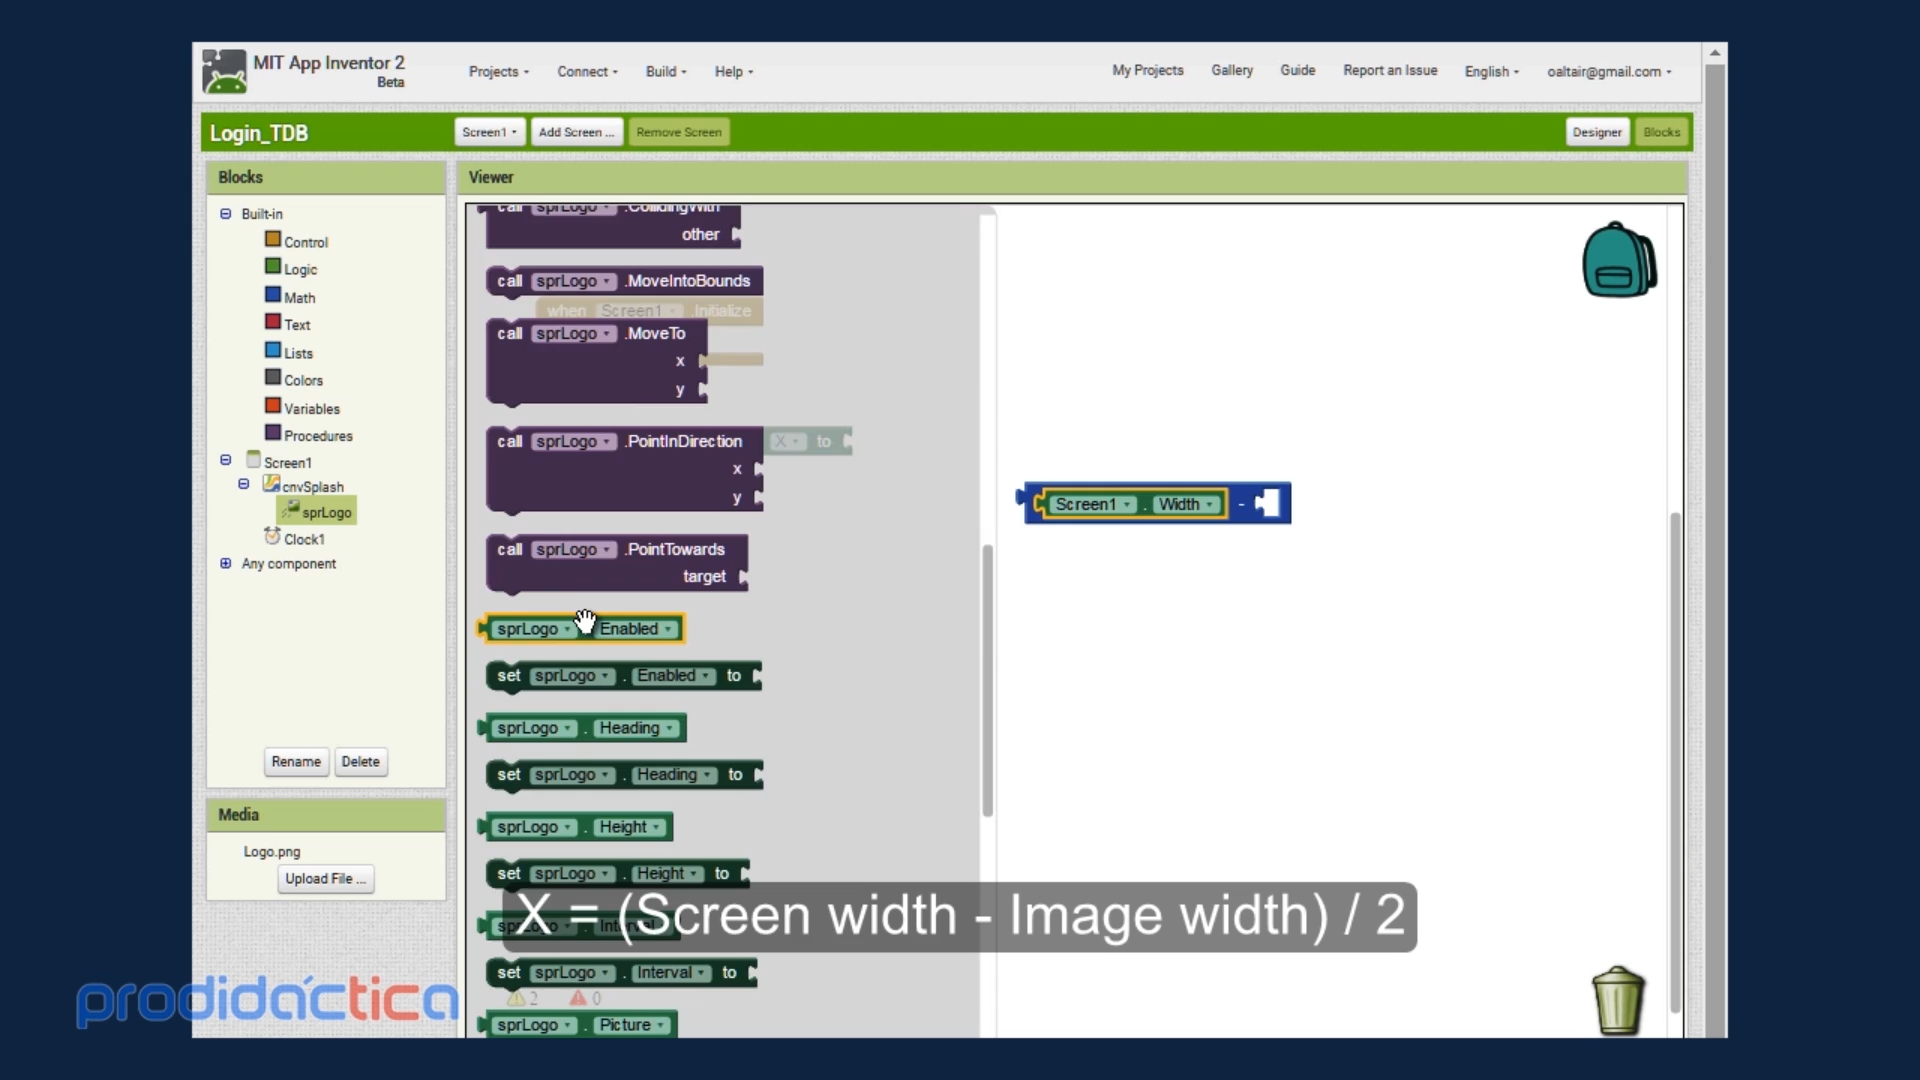 MIT App Inventor 2
Beta
Projects
Connect
Build
Help
My Projects
Gallery
Guide
Report an Issue
English
oaltair@gmail.com
Login_TDB
Screen1
Add Screen ...
Remove Screen
Designer
Blocks
Blocks
Viewer
Built-in
Control
Logic
Math
Text
Lists
Colors
Variables
Procedures
Screen1
cnvSplash
sprLogo
Clock1
Any component
Rename
Delete
Media
Logo.png
Upload File ...
call sprLogo .CollidingWith
other
call sprLogo .MoveIntoBounds
when Screen1 .Initialize
call sprLogo .MoveTo
x
y
call sprLogo .PointInDirection
X to
x
y
call sprLogo .PointTowards
target
sprLogo Enabled
set sprLogo . Enabled to
sprLogo . Heading
set sprLogo . Heading to
sprLogo . Height
set sprLogo . Height to
sprLogo . Interval
set sprLogo . Interval to
2 0
sprLogo . Picture
Screen1 . Width -
X = (Screen width - Image width) / 2
prodidáctica